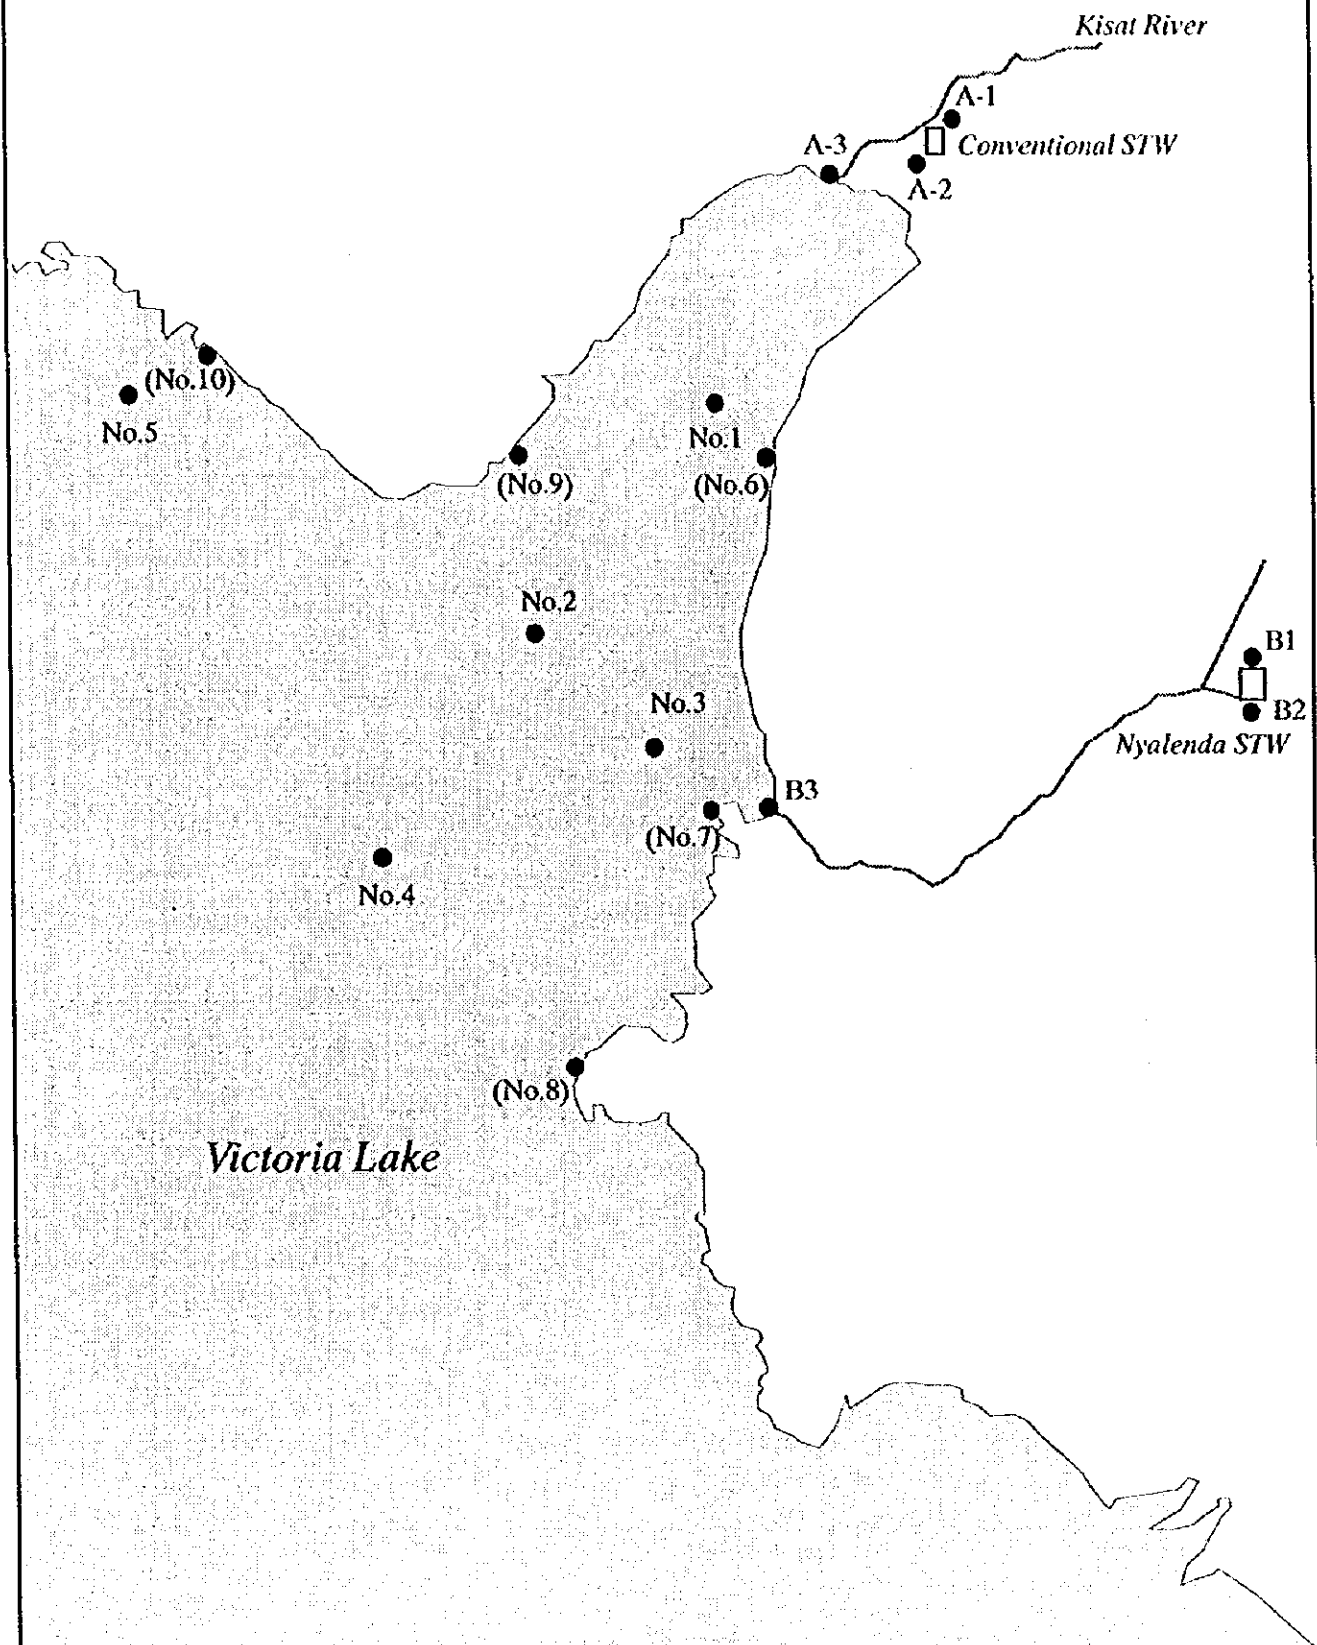 Kisat River
A-1
Conventional STW
A-3
A-2
(No.10)
No.5
No.1
(No.6)
(No.9)
No.2
B1
No.3
B2
Nyalenda STW
B3
(No.7)
No.4
(No.8)
Victoria Lake